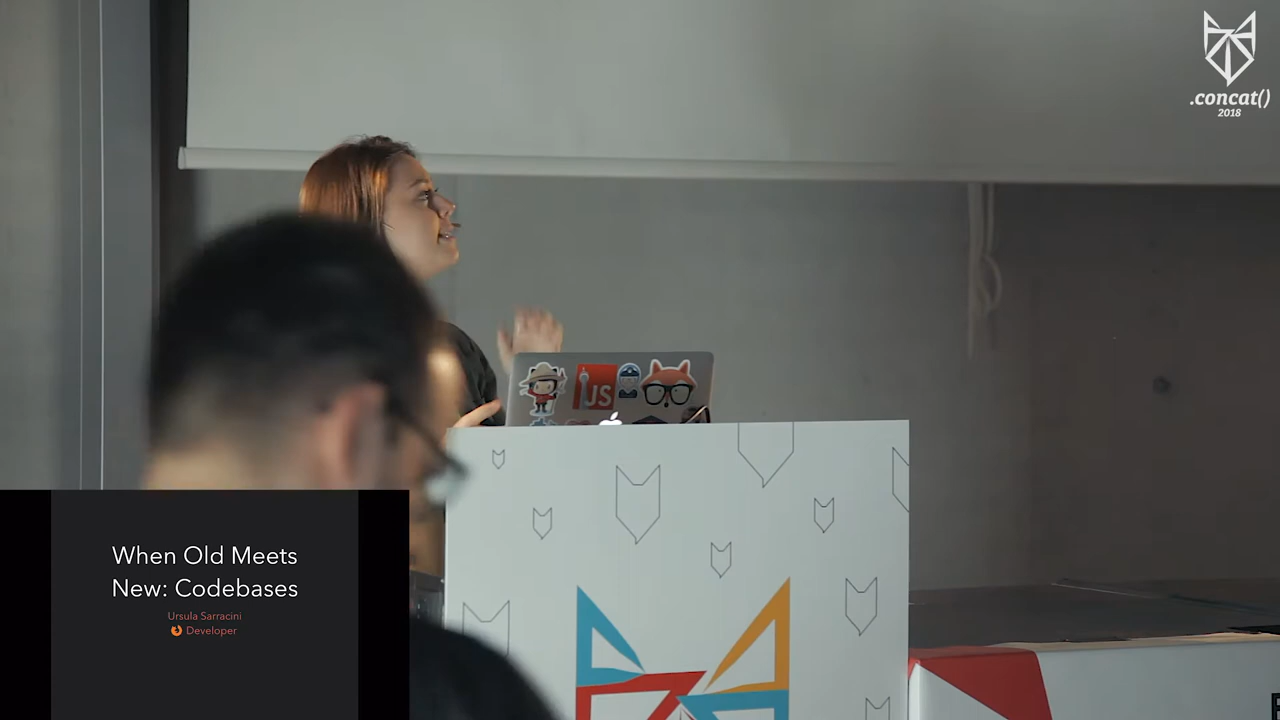 .concat()
2018
JS
When Old Meets
New: Codebases
Ursula Sarracini
Developer